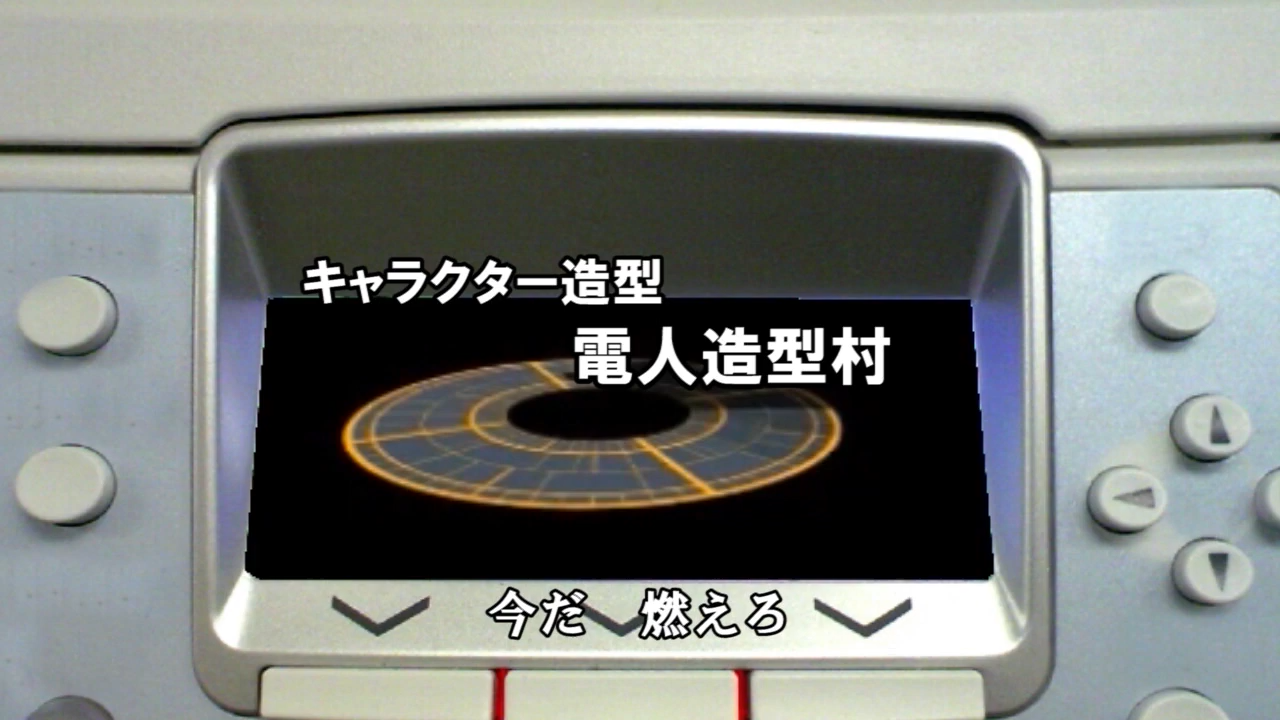 キャラクター造型
電人造型村
今だ 燃えろ